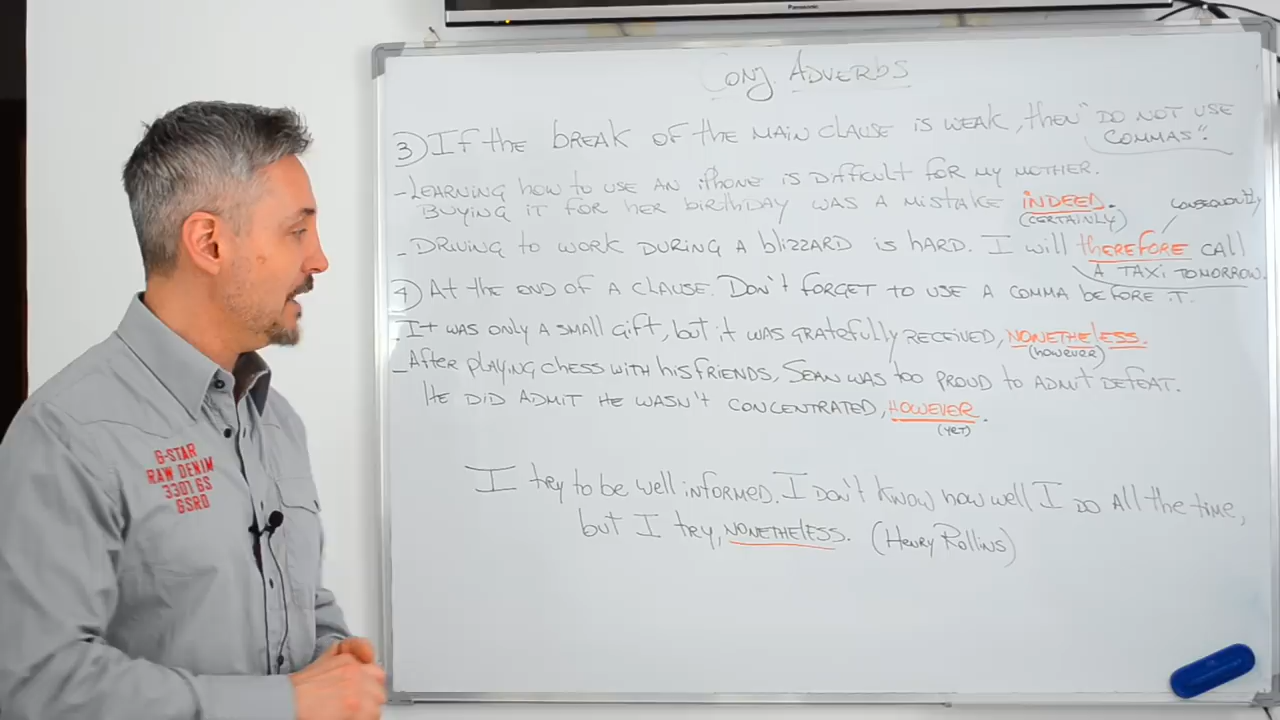 Panasonic
Conj. Adverbs
3) If the break of the main clause is weak, then "DO NOT USE
COMMAS".
- Learning how to use an iPhone is difficult for my mother.
Buying it for her birthday was a mistake INDEED.
(certainly)
consequently
- Driving to work during a blizzard is hard. I will therefore call
a taxi tomorrow.
4) At the end of a clause. Don't forget to use a comma before it.
- It was only a small gift, but it was gratefully received, NONETHELESS.
(however)
- After playing chess with his friends, Sean was too proud to admit defeat.
He did admit he wasn't concentrated, HOWEVER.
(yet)
I try to be well informed. I don't know how well I do all the time,
but I try, nonetheless. (Henry Rollins)
G-STAR
RAW DENIM
3301 GS
GSRD